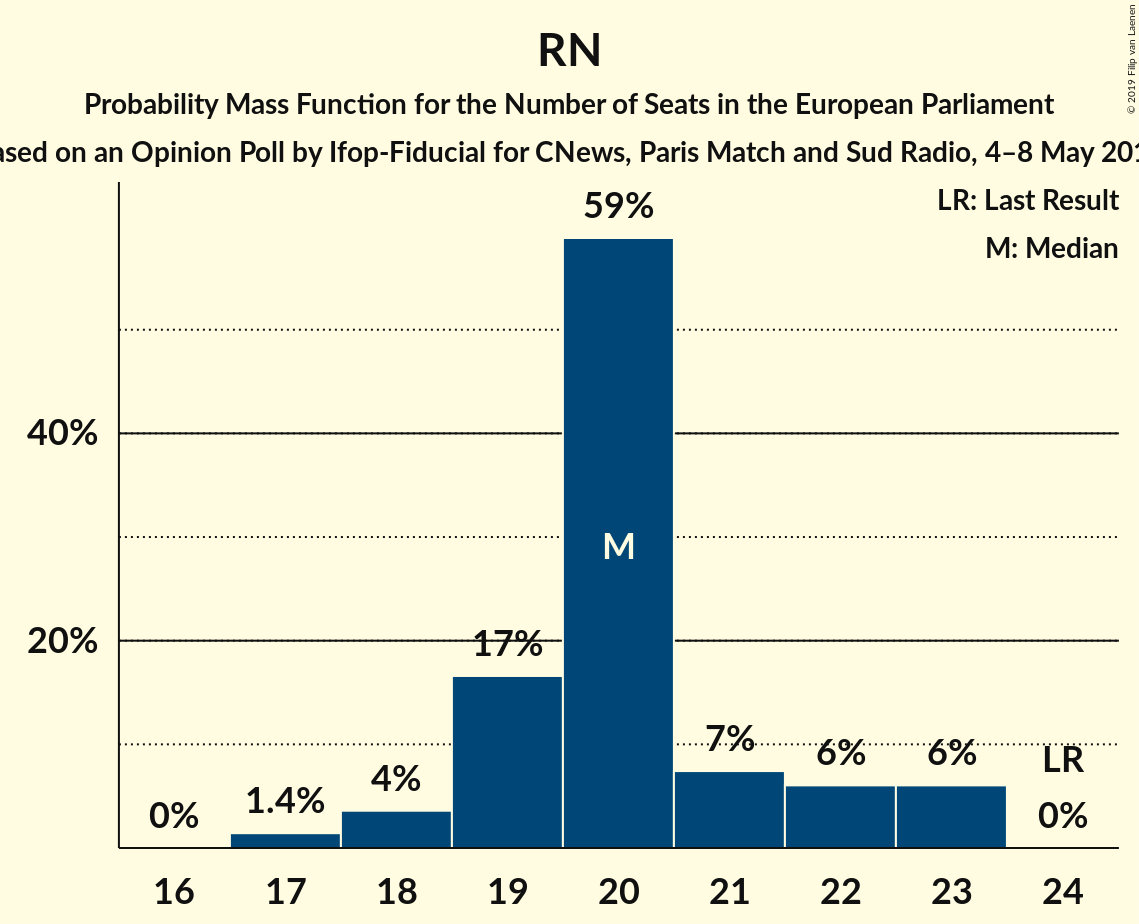 RN
Probability Mass Function for the Number of Seats in the European Parliament
on an Opinion Poll by Ifop-Fiducial for CNews, Paris Match and Sud Radio, 4–8 May
© 2019 Filip van Laenen
LR: Last Result
M: Median
59%
40%
M
20%
17%
7%
6%
6%
LR
4%
1.4%
0%
0%
16 17 18 19 20 21 22 23 24